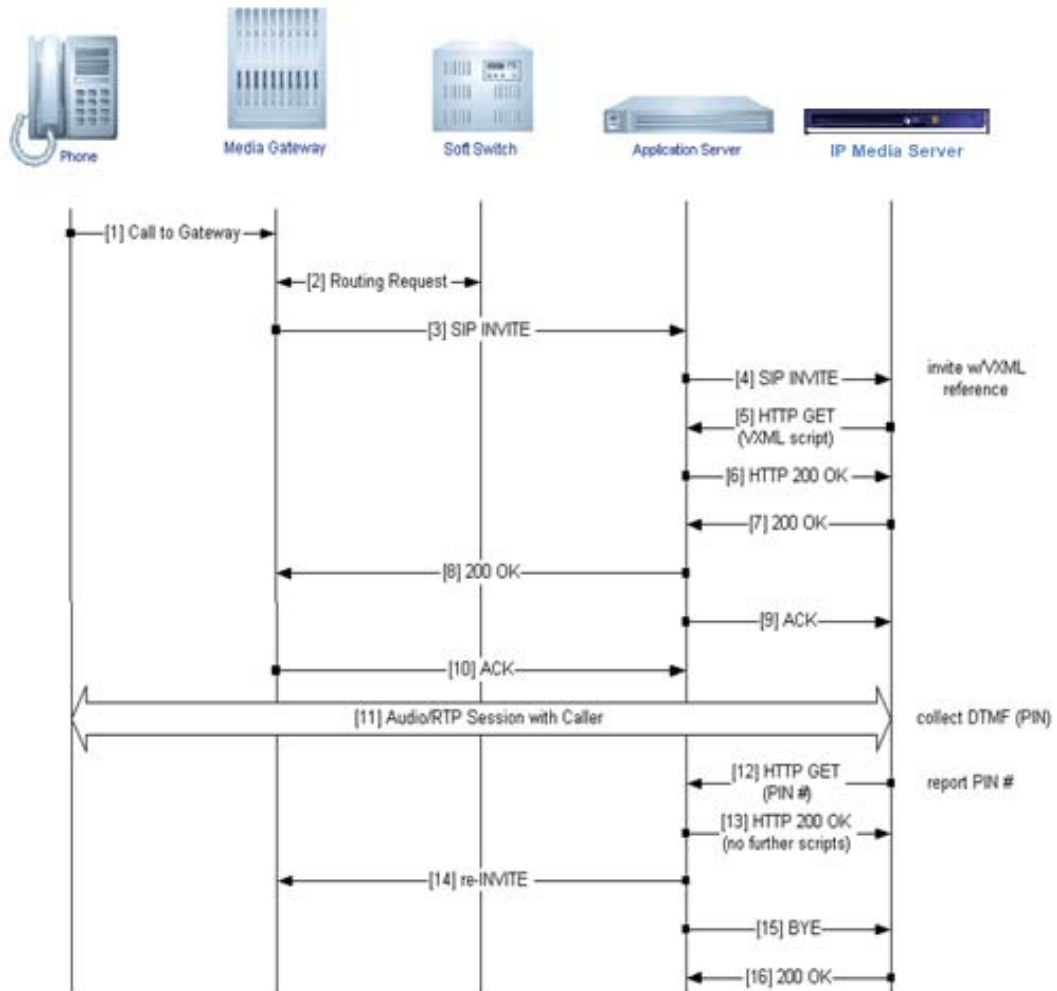 Phone
Media Gateway
Soft Switch
Application Server
IP Media Server
[1] Call to Gateway
[2] Routing Request
[3] SIP INVITE
[4] SIP INVITE
invite w/VXML
reference
[5] HTTP GET
(VXML script)
[6] HTTP 200 OK
[7] 200 OK
[8] 200 OK
[9] ACK
[10] ACK
[11] Audio/RTP Session with Caller
collect DTMF (PIN)
[12] HTTP GET
(PIN #)
report PIN #
[13] HTTP 200 OK
(no further scripts)
[14] re-INVITE
[15] BYE
[16] 200 OK